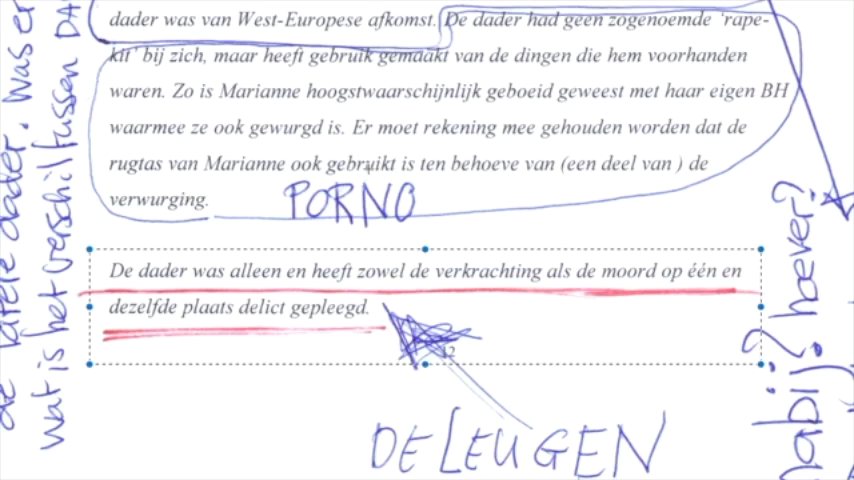 dader was van West-Europese afkomst. De dader had geen zogenoemde 'rape-
kit' bij zich, maar heeft gebruik gemaakt van de dingen die hem voorhanden
waren. Zo is Marianne hoogstwaarschijnlijk geboeid geweest met haar eigen BH
waarmee ze ook gewurgd is. Er moet rekening mee gehouden worden dat de
rugtas van Marianne ook gebruikt is ten behoeve van (een deel van ) de
verwurging.
PORNO
De dader was alleen en heeft zowel de verkrachting als de moord op één en
dezelfde plaats delict gepleegd.
12
DE LEUGEN
de latere dader. Was er
wat is het verschil tussen DA
nabij? hoever?